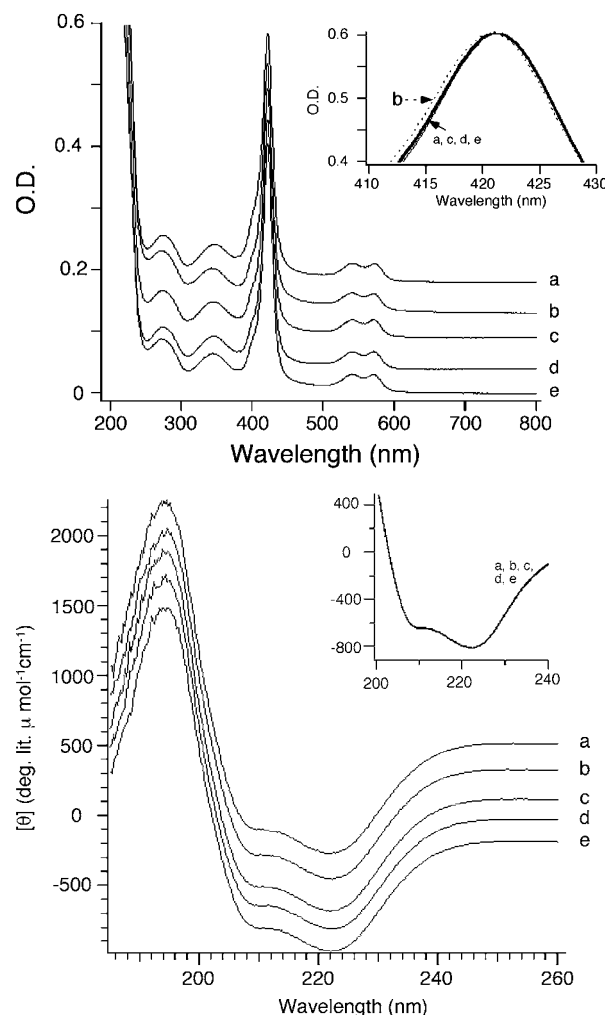 0.6
0.4
0.2
0
O.D.
200 300 400 500 600 700 800
Wavelength (nm)
a
b
c
d
e
0.6
0.5
0.4
O.D.
b
a, c, d, e
410 415 420 425 430
Wavelength (nm)
2000
1500
1000
500
0
-500
[θ] (deg. lit. μ mol⁻¹cm⁻¹)
200 220 240 260
Wavelength (nm)
a
b
c
d
e
400
0
-400
-800
a, b, c,
d, e
200 220 240